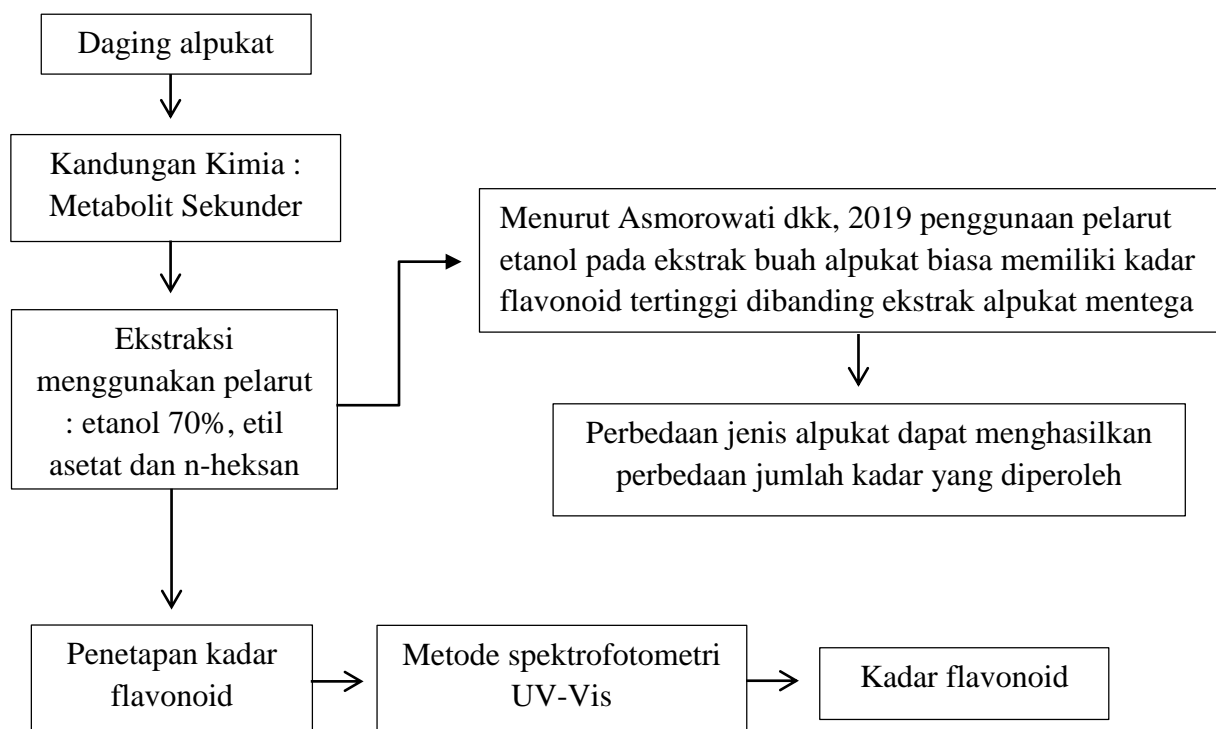 Daging alpukat
Kandungan Kimia :
Metabolit Sekunder
Ekstraksi
menggunakan pelarut
: etanol 70%, etil
asetat dan n-heksan
Menurut Asmorowati dkk, 2019 penggunaan pelarut
etanol pada ekstrak buah alpukat biasa memiliki kadar
flavonoid tertinggi dibanding ekstrak alpukat mentega
Perbedaan jenis alpukat dapat menghasilkan
perbedaan jumlah kadar yang diperoleh
Penetapan kadar
flavonoid
Metode spektrofotometri
UV-Vis
Kadar flavonoid